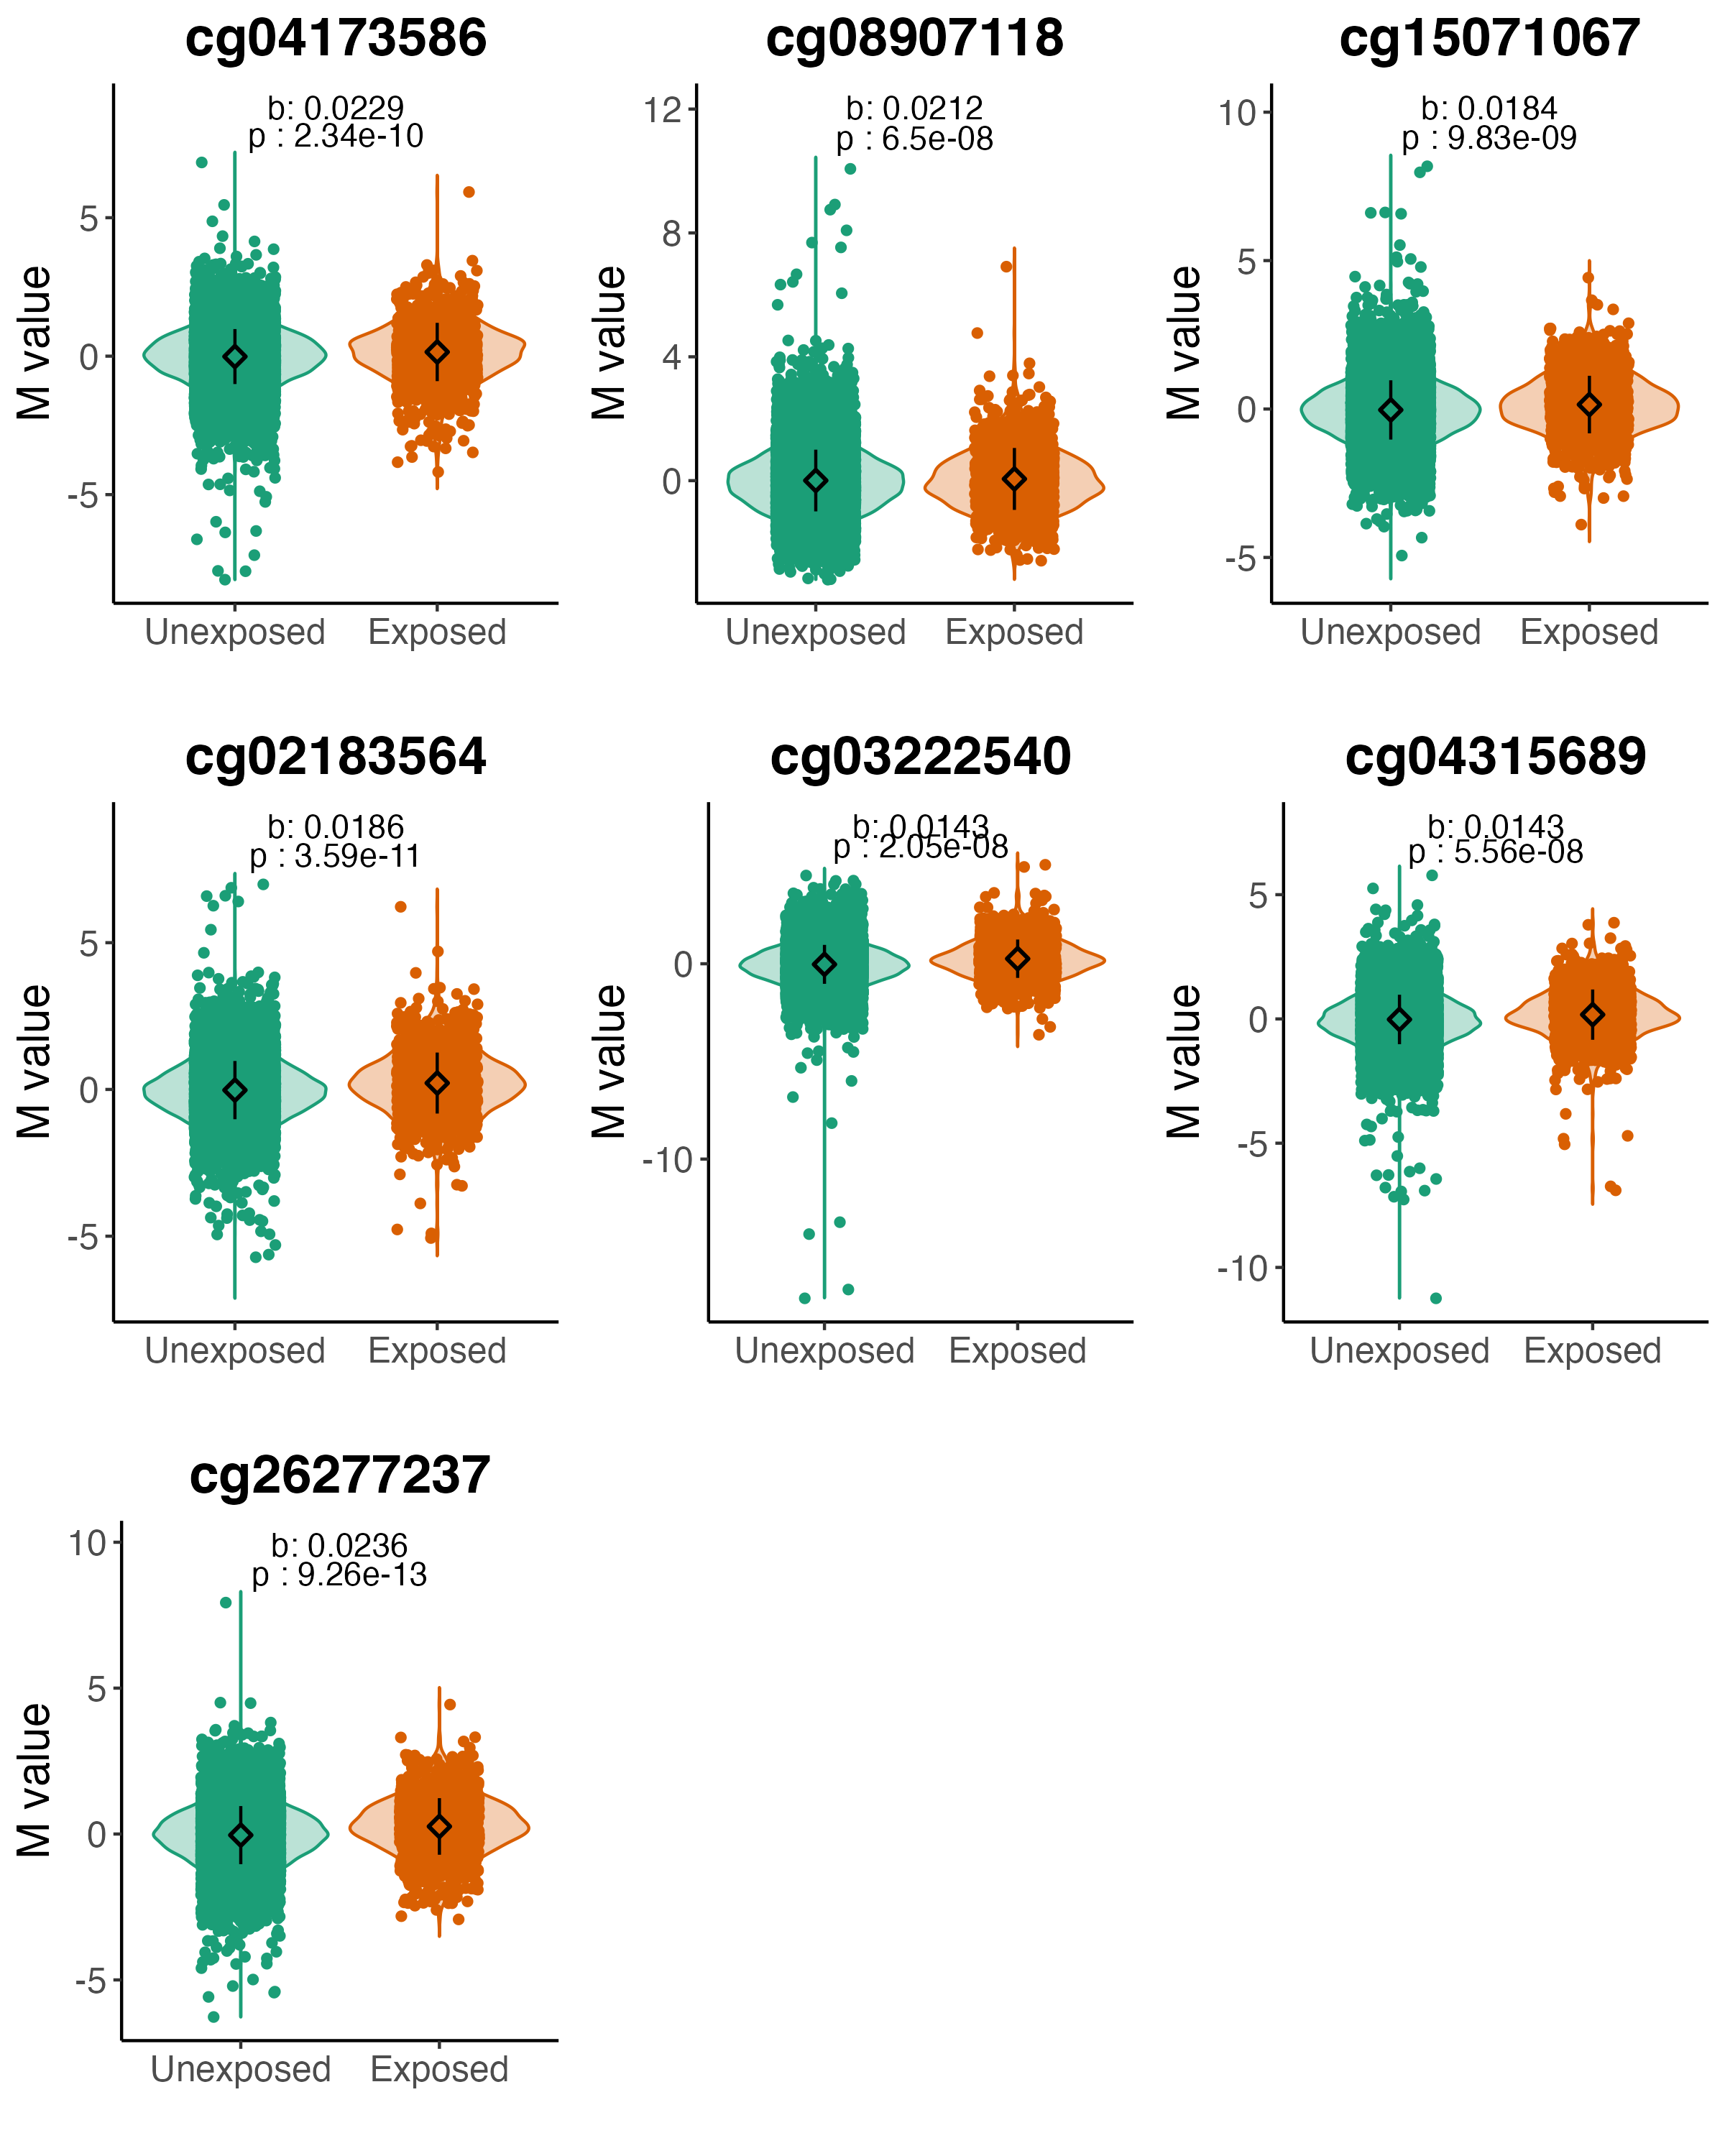 cg04173586
b: 0.0229
p : 2.34e-10
M value
5
0
-5
Unexposed
Exposed
cg08907118
b: 0.0212
p : 6.5e-08
M value
12
8
4
0
Unexposed
Exposed
cg15071067
b: 0.0184
p : 9.83e-09
M value
10
5
0
-5
Unexposed
Exposed
cg02183564
b: 0.0186
p : 3.59e-11
M value
5
0
-5
Unexposed
Exposed
cg03222540
b: 0.0143
p : 2.05e-08
M value
0
-10
Unexposed
Exposed
cg04315689
b: 0.0143
p : 5.56e-08
M value
5
0
-5
-10
Unexposed
Exposed
cg26277237
b: 0.0236
p : 9.26e-13
M value
10
5
0
-5
Unexposed
Exposed